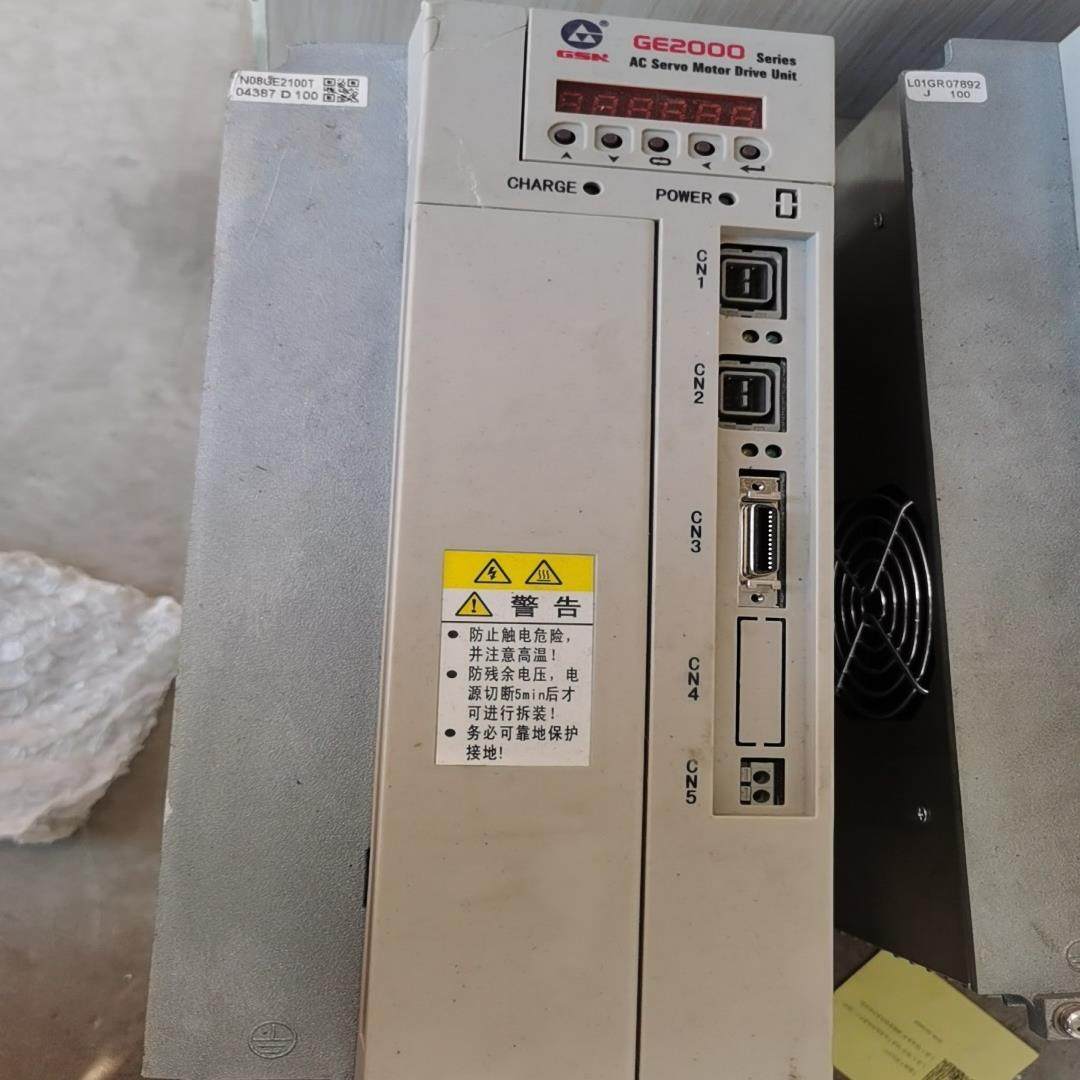 N08GE2100T
04387 D 100
GSK®
GE2000 Series
AC Servo Motor Drive Unit
L01GR07892
J 100
CHARGE
POWER
CN1
CN2
CN3
CN4
CN5
警告
● 防止触电危险，
并注意高温！
● 防残余电压，电
源切断5min后才
可进行拆装！
● 务必可靠地保护
接地！